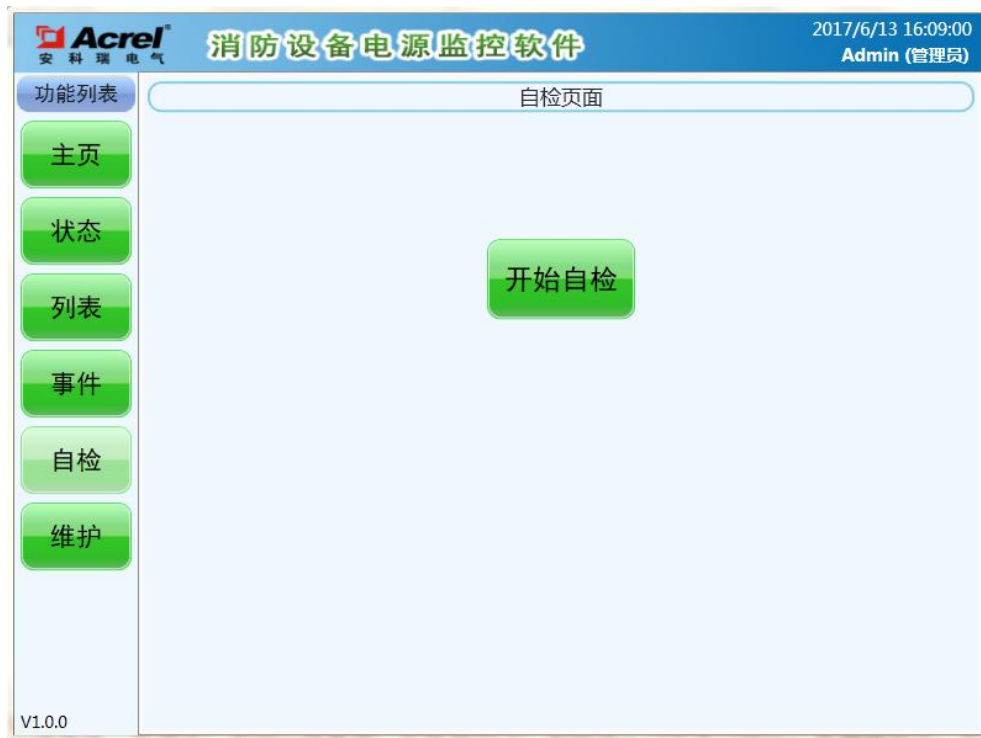 Acrel
安科瑞电气
消防设备电源监控软件
2017/6/13 16:09:00
Admin (管理员)
功能列表
自检页面
主页
状态
列表
事件
自检
维护
开始自检
V1.0.0